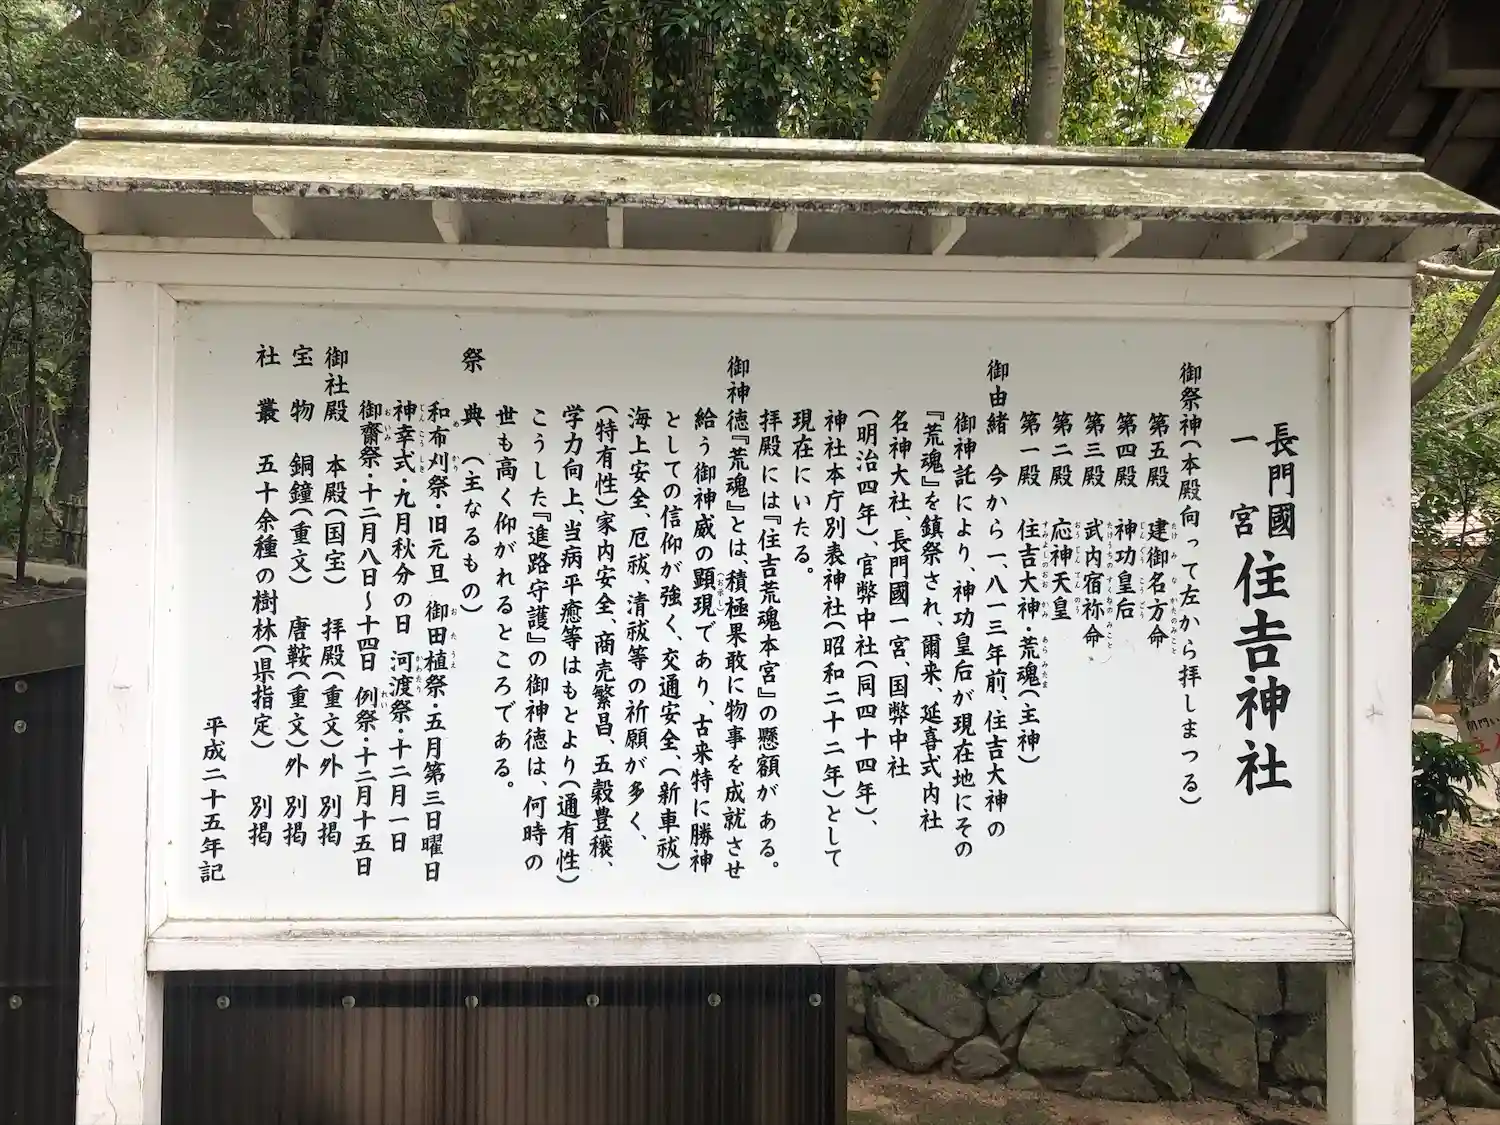 長門國
一宮 住吉神社
御祭神(本殿向って左から拝しまつる)
第五殿 建御名方命
第四殿 神功皇后
第三殿 武内宿祢命
第二殿 応神天皇
第一殿 住吉大神・荒魂(主神)
御由緒 今から一、八一三年前、住吉大神の
御神託により、神功皇后が現在地にその
『荒魂』を鎮祭され、爾来、延喜式内社
名神大社、長門國一宮、国弊中社
(明治四年)、官弊中社(同四十四年)、
神社本庁別表神社(昭和二十二年)として
現在にいたる。
拝殿には『住吉荒魂本宮』の懸額がある。
御神徳『荒魂』とは、積極果敢に物事を成就させ
給う御神威の顕現であり、古来特に勝神
としての信仰が強く、交通安全、(新車祓)
海上安全、厄祓、清祓等の祈願が多く、
(特有性)家内安全、商売繁昌、五穀豊穣、
学力向上、当病平癒等はもとより(通有性)
こうした『進路守護』の御神徳は、何時の
世も高く仰がれるところである。
祭典 (主なるもの)
和布刈祭・旧元旦 御田植祭・五月第三日曜日
神幸式・九月秋分の日 河渡祭・十二月一日
御齋祭・十二月八日~十四日 例祭・十二月十五日
御社殿 本殿(国宝) 拝殿(重文)外 別掲
宝物 銅鐘(重文) 唐鞍(重文)外 別掲
社叢 五十余種の樹林(県指定) 別掲
平成二十五年記